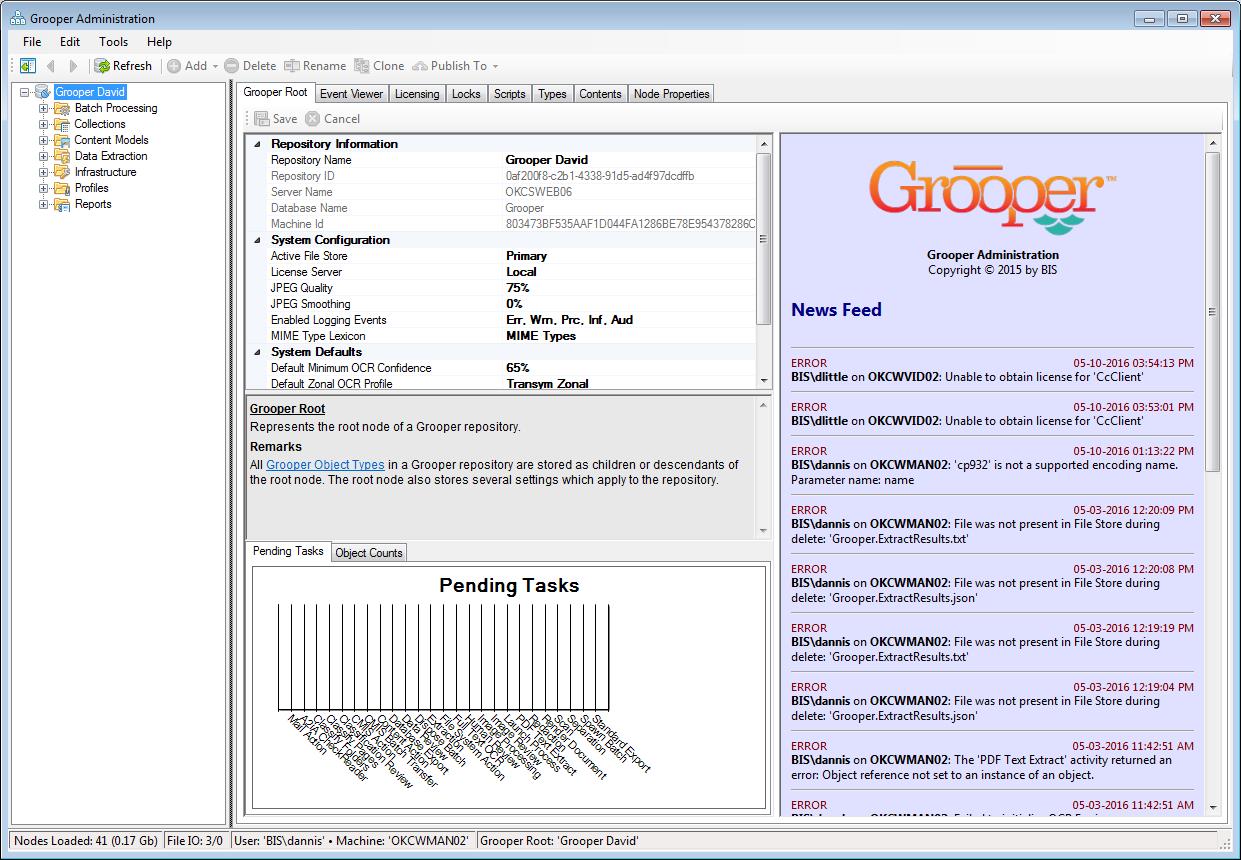 Grooper Administration
File Edit Tools Help
Refresh Add Delete Rename Clone Publish To
Grooper David
Batch Processing
Collections
Content Models
Data Extraction
Infrastructure
Profiles
Reports
Grooper Root Event Viewer Licensing Locks Scripts Types Contents Node Properties
Save Cancel
Repository Information
Repository Name Grooper David
Repository ID 0af200f8-c2b1-4338-91d5-ad4f97dcdffb
Server Name OKCSWEB06
Database Name Grooper
Machine Id 803473BF535AAF1D044FA1286BE78E954378286C
System Configuration
Active File Store Primary
License Server Local
JPEG Quality 75%
JPEG Smoothing 0%
Enabled Logging Events Err, Wrn, Prc, Inf, Aud
MIME Type Lexicon MIME Types
System Defaults
Default Minimum OCR Confidence 65%
Default Zonal OCR Profile Transym Zonal
Grooper Root
Represents the root node of a Grooper repository.
Remarks
All Grooper Object Types in a Grooper repository are stored as children or descendants of
the root node. The root node also stores several settings which apply to the repository.
Pending Tasks Object Counts
Pending Tasks
Mail Action
A2iA CheckReader
Classify Folders
Classify Pages
Classification Review
CMIS Action
CMIS Batch Transfer
Content Action
Database Export
Data Review
Dispose Batch
Extraction
File System Action
Full Text OCR
Human Review
Image Processing
Image Review
Launch Process
PDF Text Extract
Redaction
Render Document
Scan
Separation
Spawn Batch
Standard Export
Grooper™
Grooper Administration
Copyright © 2015 by BIS
News Feed
ERROR 05-10-2016 03:54:13 PM
BIS\dlittle on OKCWVID02: Unable to obtain license for 'CcClient'
ERROR 05-10-2016 03:53:01 PM
BIS\dlittle on OKCWVID02: Unable to obtain license for 'CcClient'
ERROR 05-10-2016 01:13:22 PM
BIS\dannis on OKCWMAN02: 'cp932' is not a supported encoding name.
Parameter name: name
ERROR 05-03-2016 12:20:09 PM
BIS\dannis on OKCWMAN02: File was not present in File Store during
delete: 'Grooper.ExtractResults.txt'
ERROR 05-03-2016 12:20:08 PM
BIS\dannis on OKCWMAN02: File was not present in File Store during
delete: 'Grooper.ExtractResults.json'
ERROR 05-03-2016 12:19:19 PM
BIS\dannis on OKCWMAN02: File was not present in File Store during
delete: 'Grooper.ExtractResults.txt'
ERROR 05-03-2016 12:19:04 PM
BIS\dannis on OKCWMAN02: File was not present in File Store during
delete: 'Grooper.ExtractResults.json'
ERROR 05-03-2016 11:42:51 AM
BIS\dannis on OKCWMAN02: The 'PDF Text Extract' activity returned an
error: Object reference not set to an instance of an object.
ERROR 05-03-2016 11:42:51 AM
Nodes Loaded: 41 (0.17 Gb) File IO: 3/0 User: 'BIS\dannis' • Machine: 'OKCWMAN02' Grooper Root: 'Grooper David'